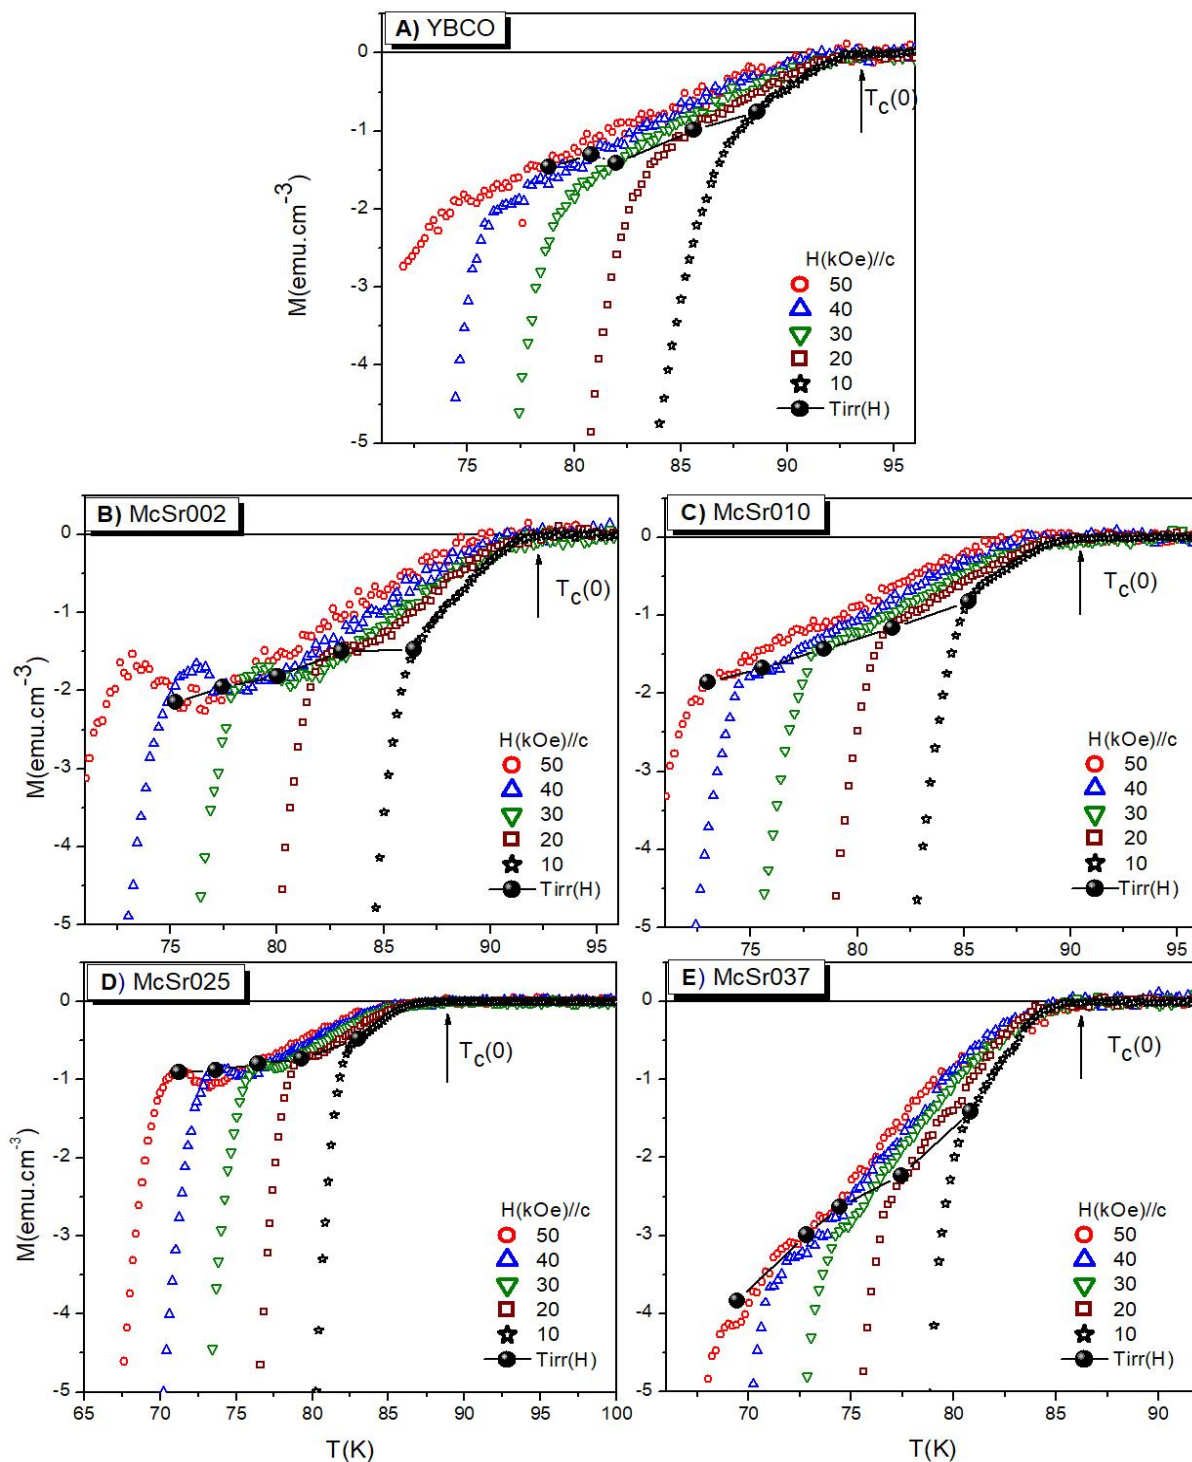 A) YBCO
0
-1
-2
-3
-4
-5
M(emu.cm⁻³)
Tc(0)
H(kOe)//c
50
40
30
20
10
Tirr(H)
75 80 85 90 95
B) McSr002
0
-1
-2
-3
-4
-5
M(emu.cm⁻³)
Tc(0)
H(kOe)//c
50
40
30
20
10
Tirr(H)
75 80 85 90 95
C) McSr010
0
-1
-2
-3
-4
-5
Tc(0)
H(kOe)//c
50
40
30
20
10
Tirr(H)
75 80 85 90 95
D) McSr025
0
-1
-2
-3
-4
-5
M(emu.cm⁻³)
Tc(0)
H(kOe)//c
50
40
30
20
10
Tirr(H)
65 70 75 80 85 90 95 100
T(K)
E) McSr037
0
-1
-2
-3
-4
-5
Tc(0)
H(kOe)//c
50
40
30
20
10
Tirr(H)
70 75 80 85 90
T(K)